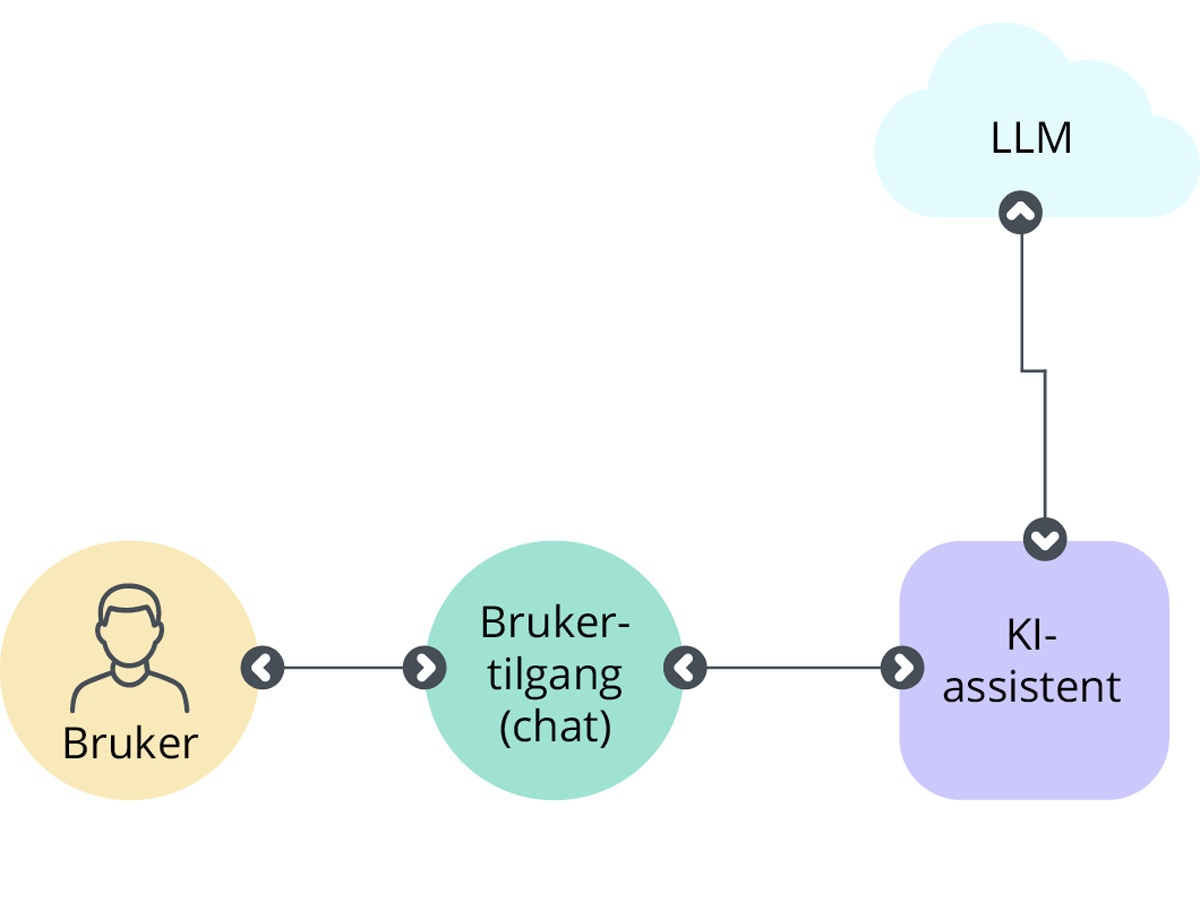 LLM
Bruker
Bruker-
tilgang
(chat)
KI-
assistent